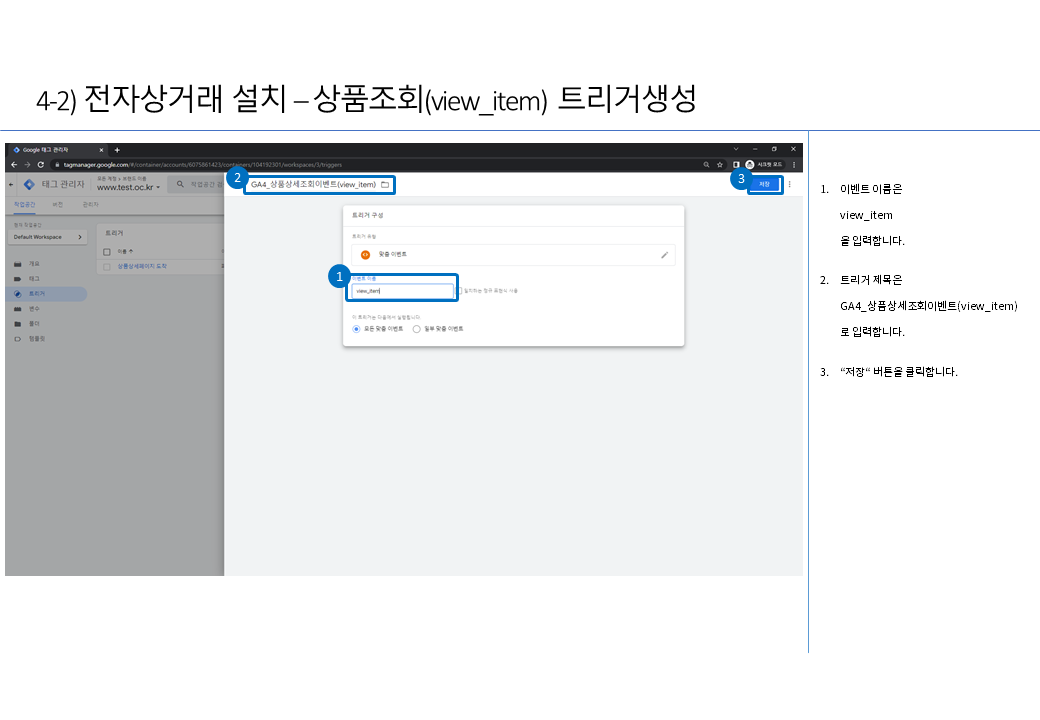 4-2) 전자상거래 설치 – 상품조회(view_item) 트리거생성
Google 태그 관리자
tagmanager.google.com/#/container/accounts/6075861423/containers/104192301/workspaces/3/triggers
시크릿 모드
태그 관리자
모든 계정 > 브랜드 이름
www.test.oc.kr
작업공간 검
2
GA4_상품상세조회이벤트(view_item)
3
저장
작업공간
버전
관리자
현재 작업공간
Default Workspace
개요
태그
트리거
변수
폴더
템플릿
트리거
이름
상품상세페이지 도착
트리거 구성
트리거 유형
맞춤 이벤트
1
이벤트 이름
view_item
일치하는 정규 표현식 사용
이 트리거는 다음에서 실행됩니다
모든 맞춤 이벤트
일부 맞춤 이벤트
1. 이벤트 이름은
view_item
을 입력합니다.
2. 트리거 제목은
GA4_상품상세조회이벤트(view_item)
로 입력합니다.
3. “저장“ 버튼을 클릭합니다.